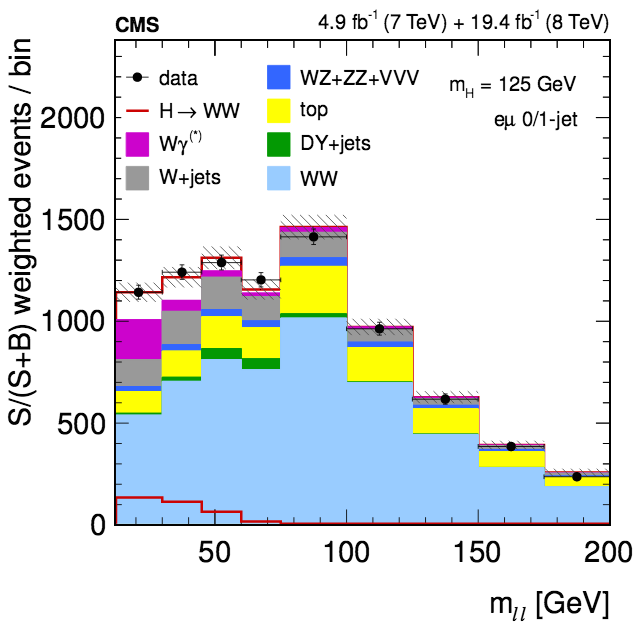 CMS 4.9 fb⁻¹ (7 TeV) + 19.4 fb⁻¹ (8 TeV)
S/(S+B) weighted events / bin
data
H → WW
Wγ⁽*⁾
W+jets
WZ+ZZ+VVV
top
DY+jets
WW
m_H = 125 GeV
eμ 0/1-jet
2000
1500
1000
500
0
50 100 150 200
m_ll [GeV]